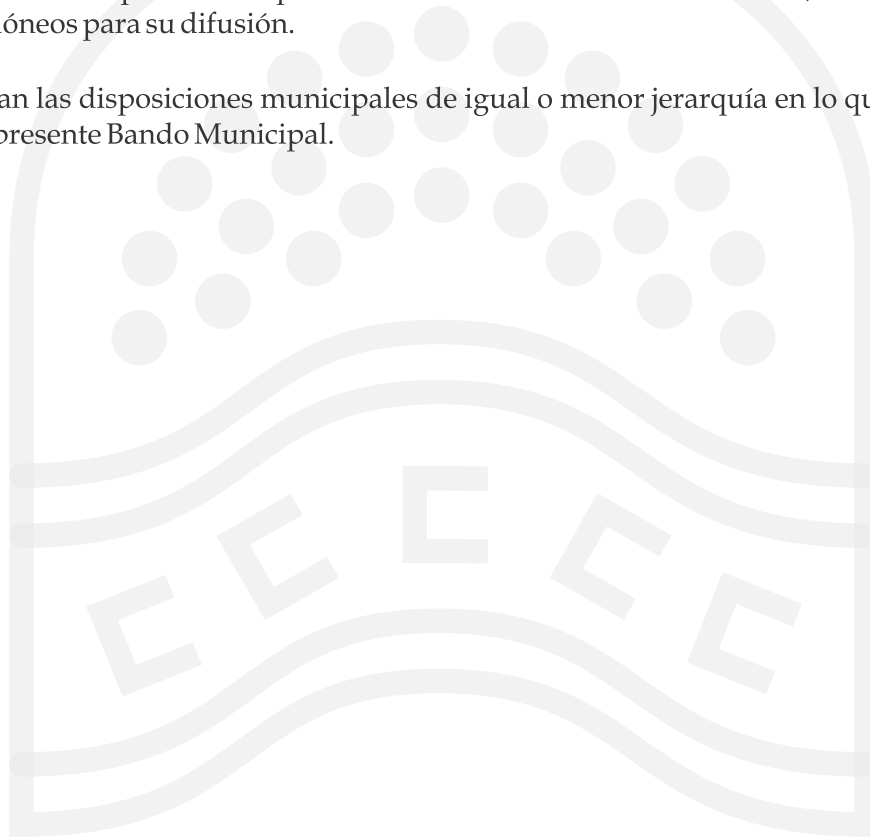 óneos para su difusión.
an las disposiciones municipales de igual o menor jerarquía en lo qu
presente Bando Municipal.